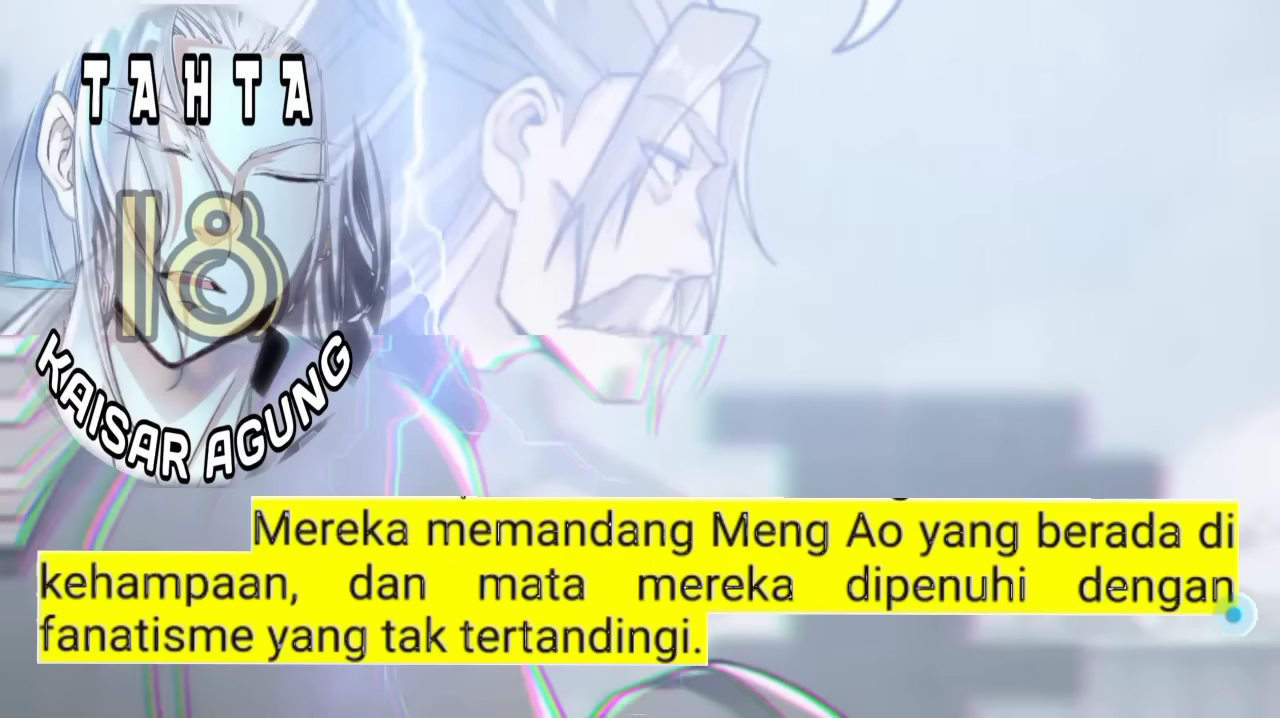 TAHTA
18
KAISAR AGUNG
Mereka memandang Meng Ao yang berada di
kehampaan, dan mata mereka dipenuhi dengan
fanatisme yang tak tertandingi.